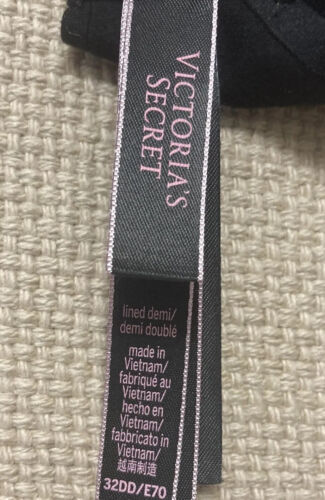 VICTORIA'S
SECRET
lined demi/
demi doublé
made in
Vietnam/
fabriqué au
Vietnam/
hecho en
Vietnam/
fabbricato in
Vietnam/
越南制造
32DD/E70